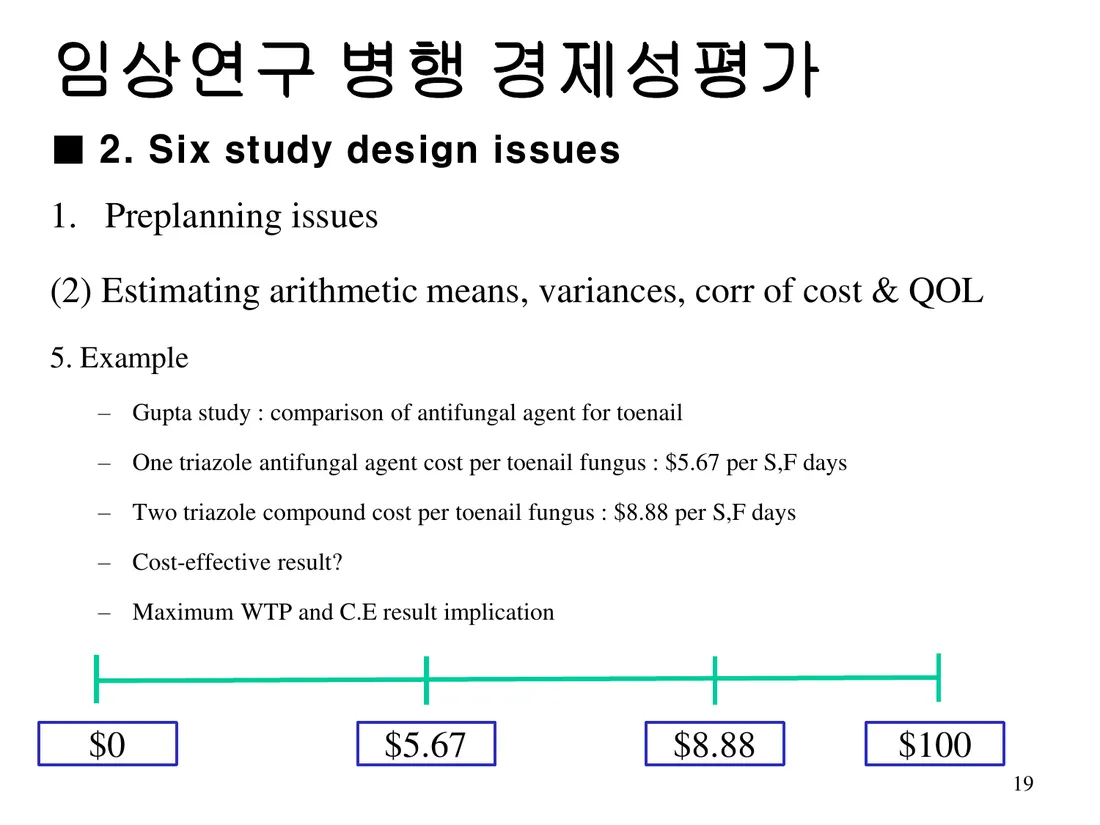 임상연구 병행 경제성평가
■ 2. Six study design issues
1. Preplanning issues
(2) Estimating arithmetic means, variances, corr of cost & QOL
5. Example
– Gupta study : comparison of antifungal agent for toenail
– One triazole antifungal agent cost per toenail fungus : $5.67 per S,F days
– Two triazole compound cost per toenail fungus : $8.88 per S,F days
– Cost-effective result?
– Maximum WTP and C.E result implication
$0 $5.67 $8.88 $100
19